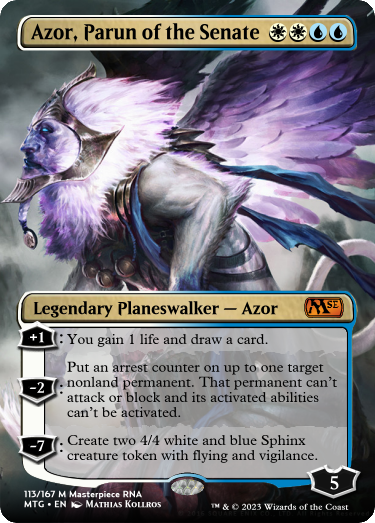 Azor, Parun of the Senate
Legendary Planeswalker — Azor
MSE
+1 : You gain 1 life and draw a card.
Put an arrest counter on up to one target
nonland permanent. That permanent can't
-2 : attack or block and its activated abilities
can't be activated.
-7 : Create two 4/4 white and blue Sphinx
creature token with flying and vigilance.
5
113/167 M Masterpiece RNA
MTG • EN Mathias Kollros
™ & © 2023 Wizards of the Coast